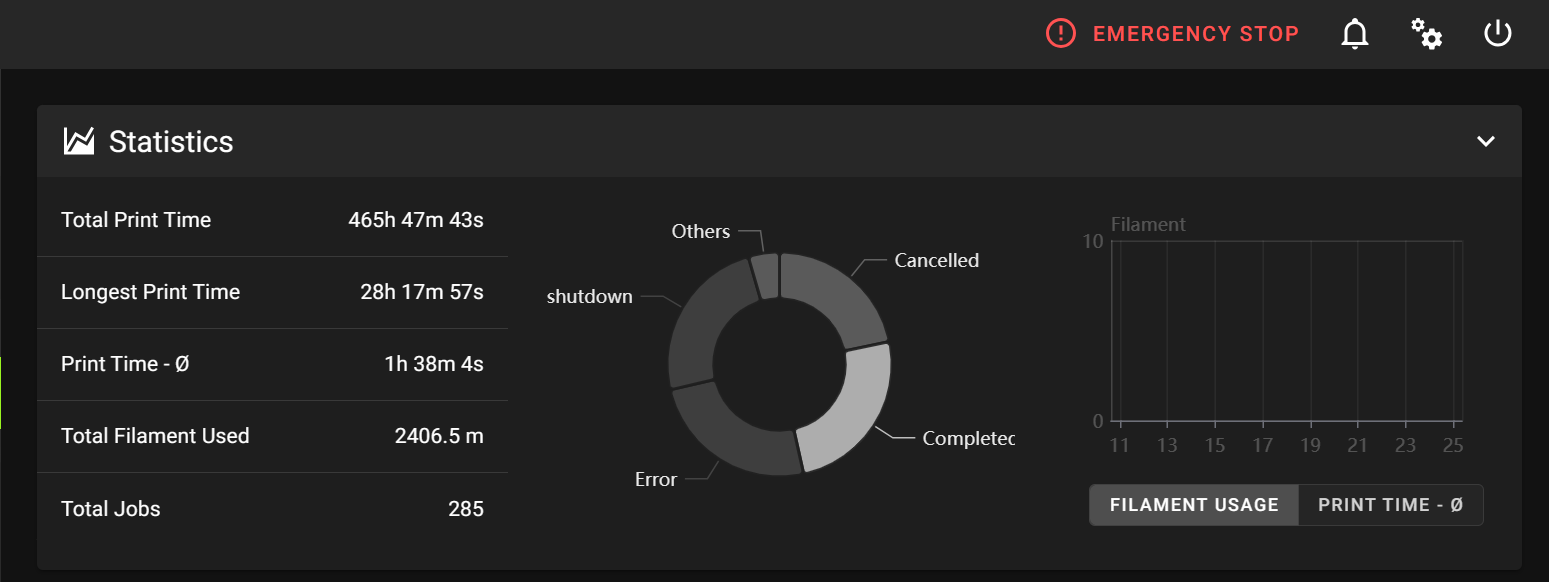 EMERGENCY STOP
Statistics
Total Print Time 465h 47m 43s
Longest Print Time 28h 17m 57s
Print Time - Ø 1h 38m 4s
Total Filament Used 2406.5 m
Total Jobs 285
Others
Cancelled
shutdown
Completec
Error
Filament
10
0
11 13 15 17 19 21 23 25
FILAMENT USAGE PRINT TIME - Ø